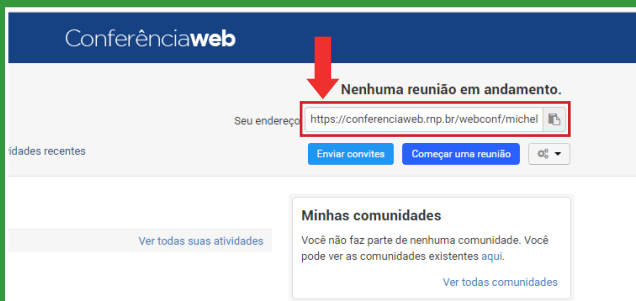 Conferênciaweb
Nenhuma reunião em andamento.
Seu endereço https://conferenciaweb.rnp.br/webconf/michel
idades recentes
Enviar convites Começar uma reunião
Minhas comunidades
Ver todas suas atividades
Você não faz parte de nenhuma comunidade. Você
pode ver as comunidades existentes aqui.
Ver todas comunidades